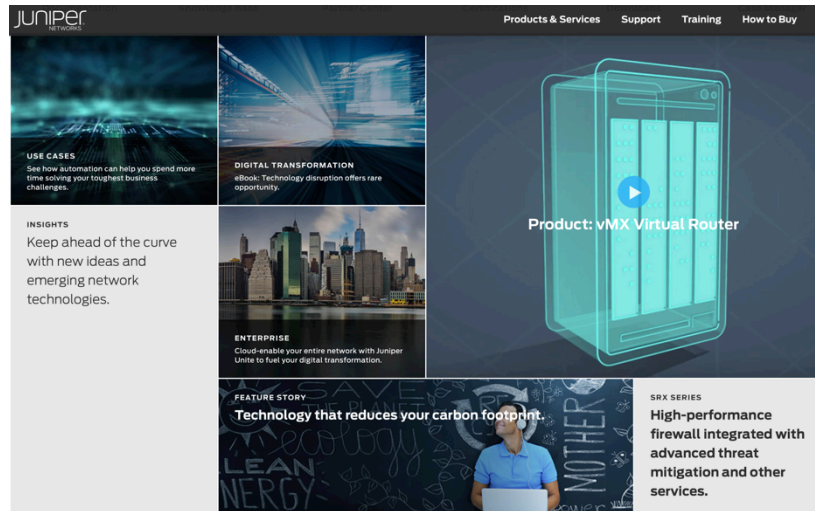 JUNIPER
NETWORKS
Products & Services
Support
Training
How to Buy
USE CASES
See how automation can help you spend more
time solving your toughest business
challenges.
DIGITAL TRANSFORMATION
eBook: Technology disruption offers rare
opportunity.
Product: vMX Virtual Router
INSIGHTS
Keep ahead of the curve
with new ideas and
emerging network
technologies.
ENTERPRISE
Cloud-enable your entire network with Juniper
Unite to fuel your digital transformation.
FEATURE STORY
Technology that reduces your carbon footprint.
SAVE
THE PLANET
ecology
LEAN
NERGY
MOTHER
power
SRX SERIES
High-performance
firewall integrated with
advanced threat
mitigation and other
services.